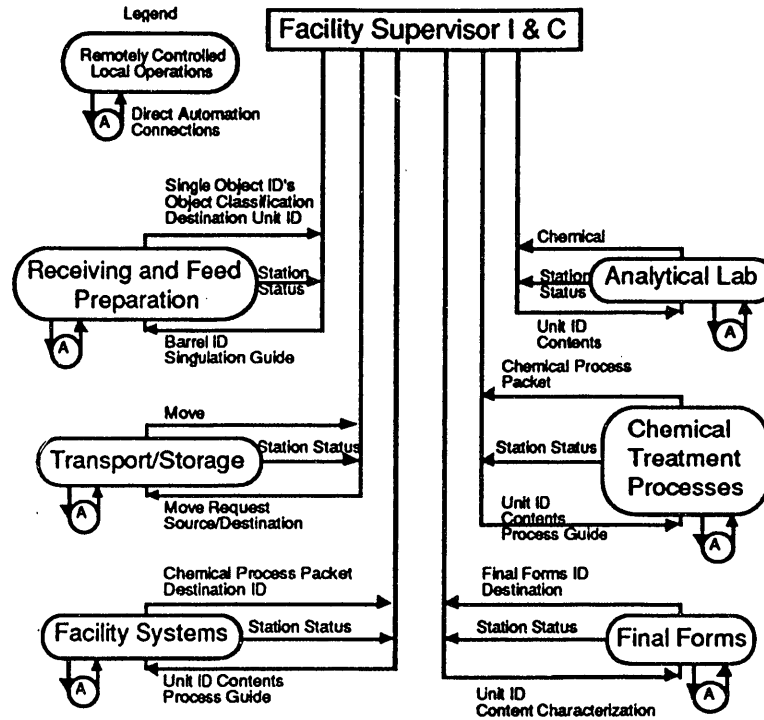 Legend
Facility Supervisor I & C
Remotely Controlled
Local Operations
A
Direct Automation
Connections
Single Object ID's
Object Classification
Destination Unit ID
Receiving and Feed
Preparation
Station
Status
A
Barrel ID
Singulation Guide
Chemical
Analytical Lab
Station
Status
A
Unit ID
Contents
Move
Transport/Storage
Station Status
A
Move Request
Source/Destination
Chemical Process
Packet
Chemical
Treatment
Processes
Station Status
Unit ID
Contents
Process Guide
A
Chemical Process Packet
Destination ID
Facility Systems
Station Status
A
Unit ID Contents
Process Guide
Final Forms ID
Destination
Station Status
Final Forms
A
Unit ID
Content Characterization